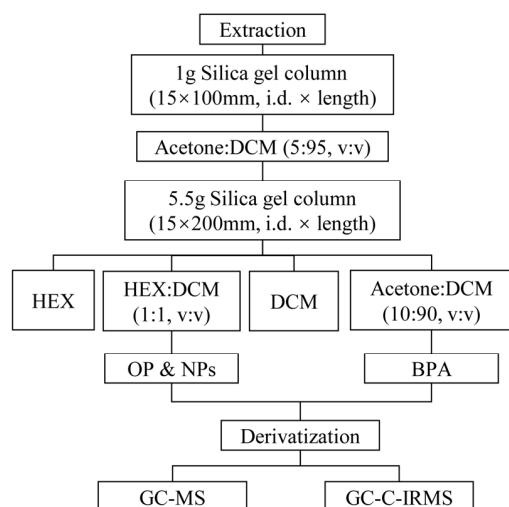 Extraction
1g Silica gel column
(15×100mm, i.d. × length)
Acetone:DCM (5:95, v:v)
5.5g Silica gel column
(15×200mm, i.d. × length)
HEX
HEX:DCM
(1:1, v:v)
DCM
Acetone:DCM
(10:90, v:v)
OP & NPs
BPA
Derivatization
GC-MS
GC-C-IRMS